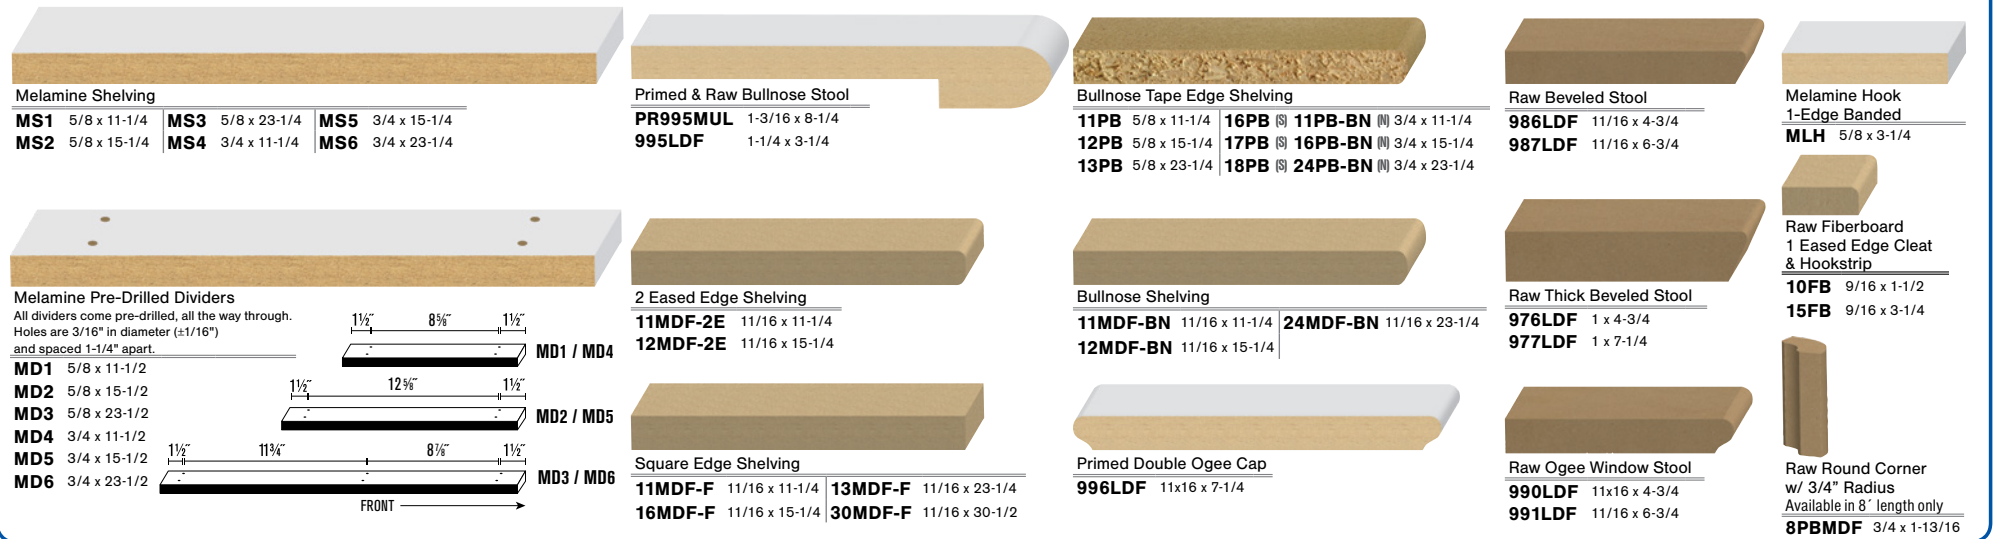 Melamine Shelving
MS1 5/8 x 11-1/4 MS3 5/8 x 23-1/4 MS5 3/4 x 15-1/4
MS2 5/8 x 15-1/4 MS4 3/4 x 11-1/4 MS6 3/4 x 23-1/4
Primed & Raw Bullnose Stool
PR995MUL 1-3/16 x 8-1/4
995LDF 1-1/4 x 3-1/4
Bullnose Tape Edge Shelving
11PB 5/8 x 11-1/4 16PB (S) 11PB-BN (N) 3/4 x 11-1/4
12PB 5/8 x 15-1/4 17PB (S) 16PB-BN (N) 3/4 x 15-1/4
13PB 5/8 x 23-1/4 18PB (S) 24PB-BN (N) 3/4 x 23-1/4
Raw Beveled Stool
986LDF 11/16 x 4-3/4
987LDF 11/16 x 6-3/4
Melamine Hook
1-Edge Banded
MLH 5/8 x 3-1/4
Melamine Pre-Drilled Dividers
All dividers come pre-drilled, all the way through.
Holes are 3/16" in diameter (±1/16")
and spaced 1-1/4" apart.
MD1 5/8 x 11-1/2
MD2 5/8 x 15-1/2
MD3 5/8 x 23-1/2
MD4 3/4 x 11-1/2
MD5 3/4 x 15-1/2
MD6 3/4 x 23-1/2
1½˝ 8⅝˝ 1½˝
MD1 / MD4
1½˝ 12⅝˝ 1½˝
MD2 / MD5
1½˝ 11¾˝ 8⅞˝ 1½˝
MD3 / MD6
FRONT
2 Eased Edge Shelving
11MDF-2E 11/16 x 11-1/4
12MDF-2E 11/16 x 15-1/4
Square Edge Shelving
11MDF-F 11/16 x 11-1/4 13MDF-F 11/16 x 23-1/4
16MDF-F 11/16 x 15-1/4 30MDF-F 11/16 x 30-1/2
Bullnose Shelving
11MDF-BN 11/16 x 11-1/4 24MDF-BN 11/16 x 23-1/4
12MDF-BN 11/16 x 15-1/4
Primed Double Ogee Cap
996LDF 11x16 x 7-1/4
Raw Thick Beveled Stool
976LDF 1 x 4-3/4
977LDF 1 x 7-1/4
Raw Ogee Window Stool
990LDF 11x16 x 4-3/4
991LDF 11/16 x 6-3/4
Raw Fiberboard
1 Eased Edge Cleat
& Hookstrip
10FB 9/16 x 1-1/2
15FB 9/16 x 3-1/4
Raw Round Corner
w/ 3/4” Radius
Available in 8´ length only
8PBMDF 3/4 x 1-13/16